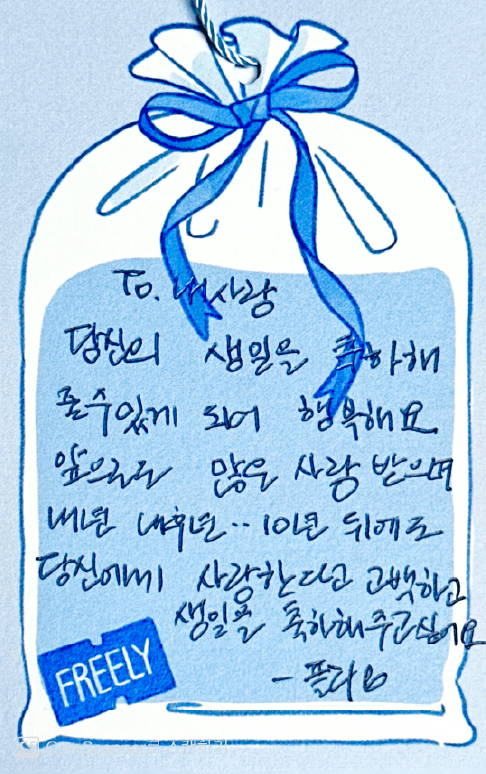 To. 내사랑
당신의 생일을 축하해
줄수있게 되어 행복해요
앞으로도 많은 사랑 받으며
내년 내후년.. 10년 뒤에도
당신에게 사랑한다고 고백하고
생일을 축하해주고싶어요
FREELY